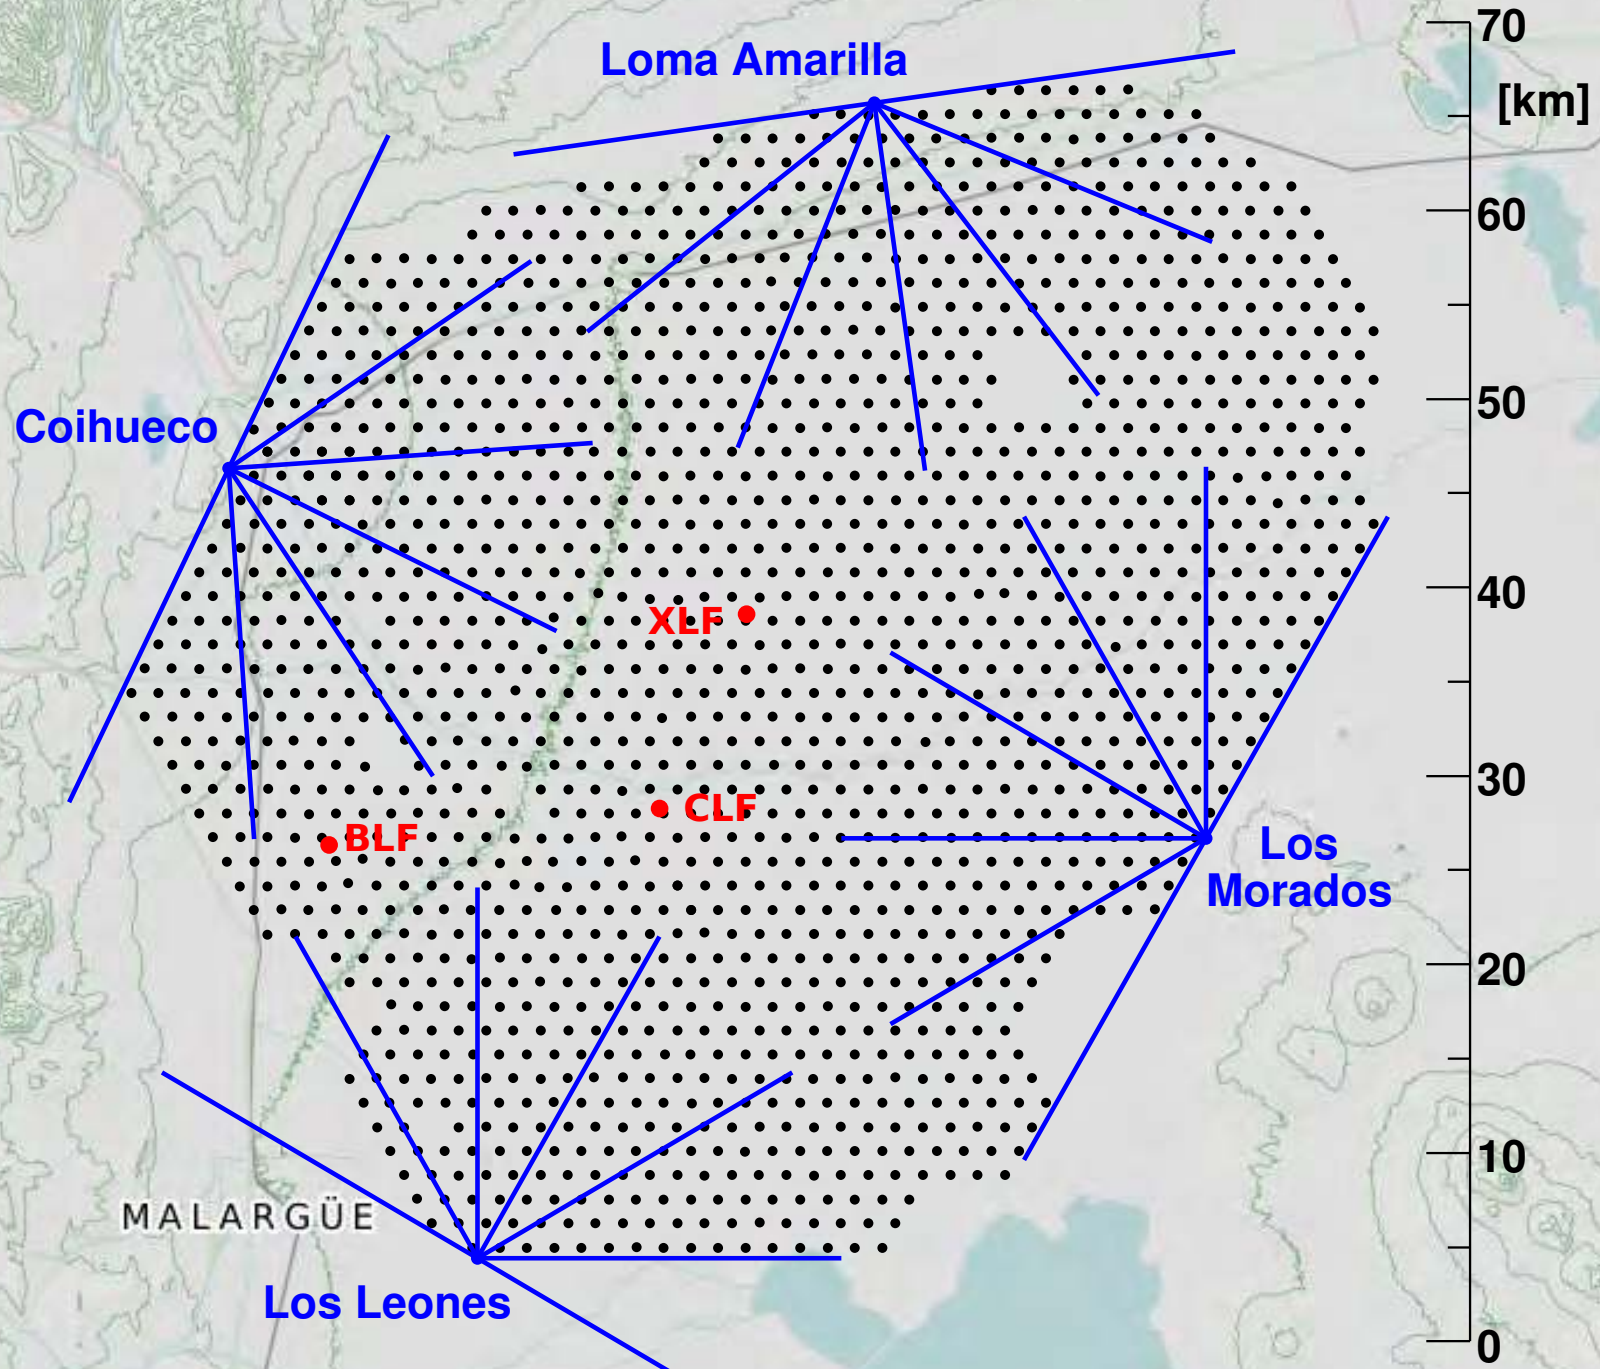 70
Loma Amarilla
[km]
60
50
Coihueco
40
XLF
30
CLF
BLF
Los
Morados
20
10
MALARGÜE
Los Leones
0